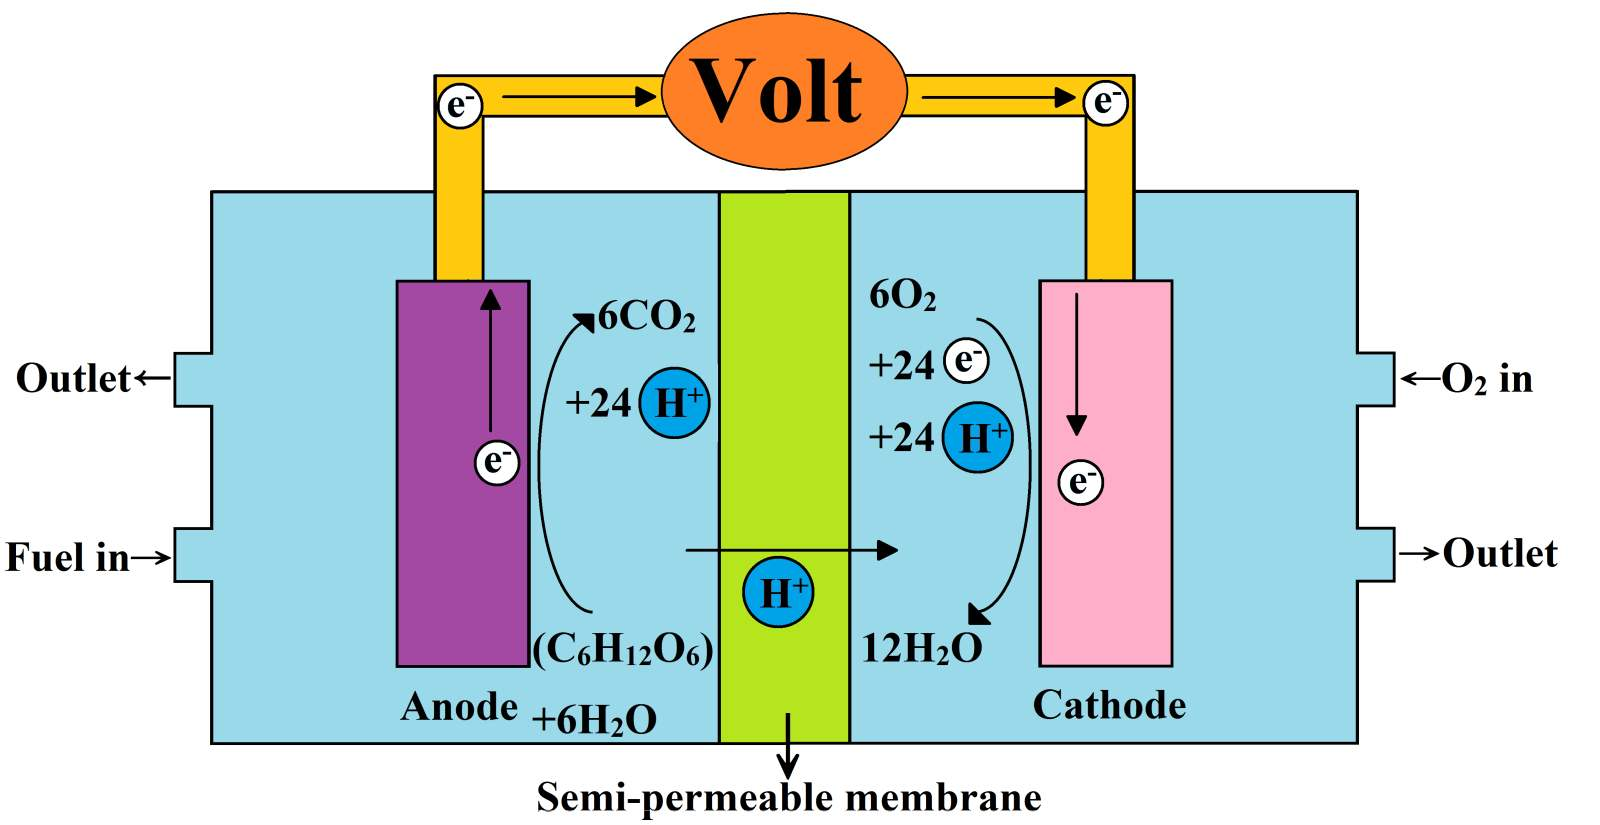 Volt
e⁻
e⁻
6O₂
6CO₂
+24 e⁻
Outlet
O₂ in
+24 H⁺
+24 H⁺
e⁻
e⁻
Fuel in
Outlet
H⁺
(C₆H₁₂O₆)
12H₂O
Anode
+6H₂O
Cathode
Semi-permeable membrane